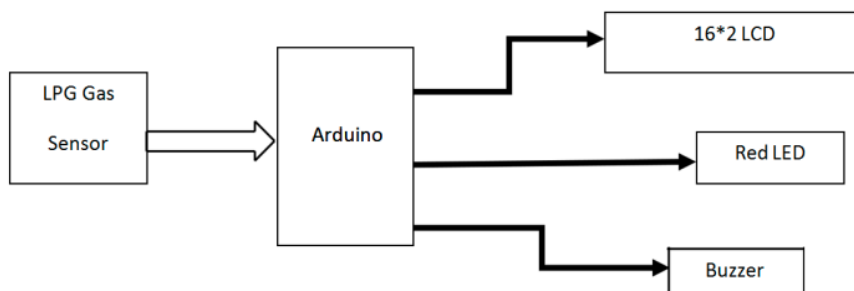 LPG Gas
Sensor
Arduino
16*2 LCD
Red LED
Buzzer